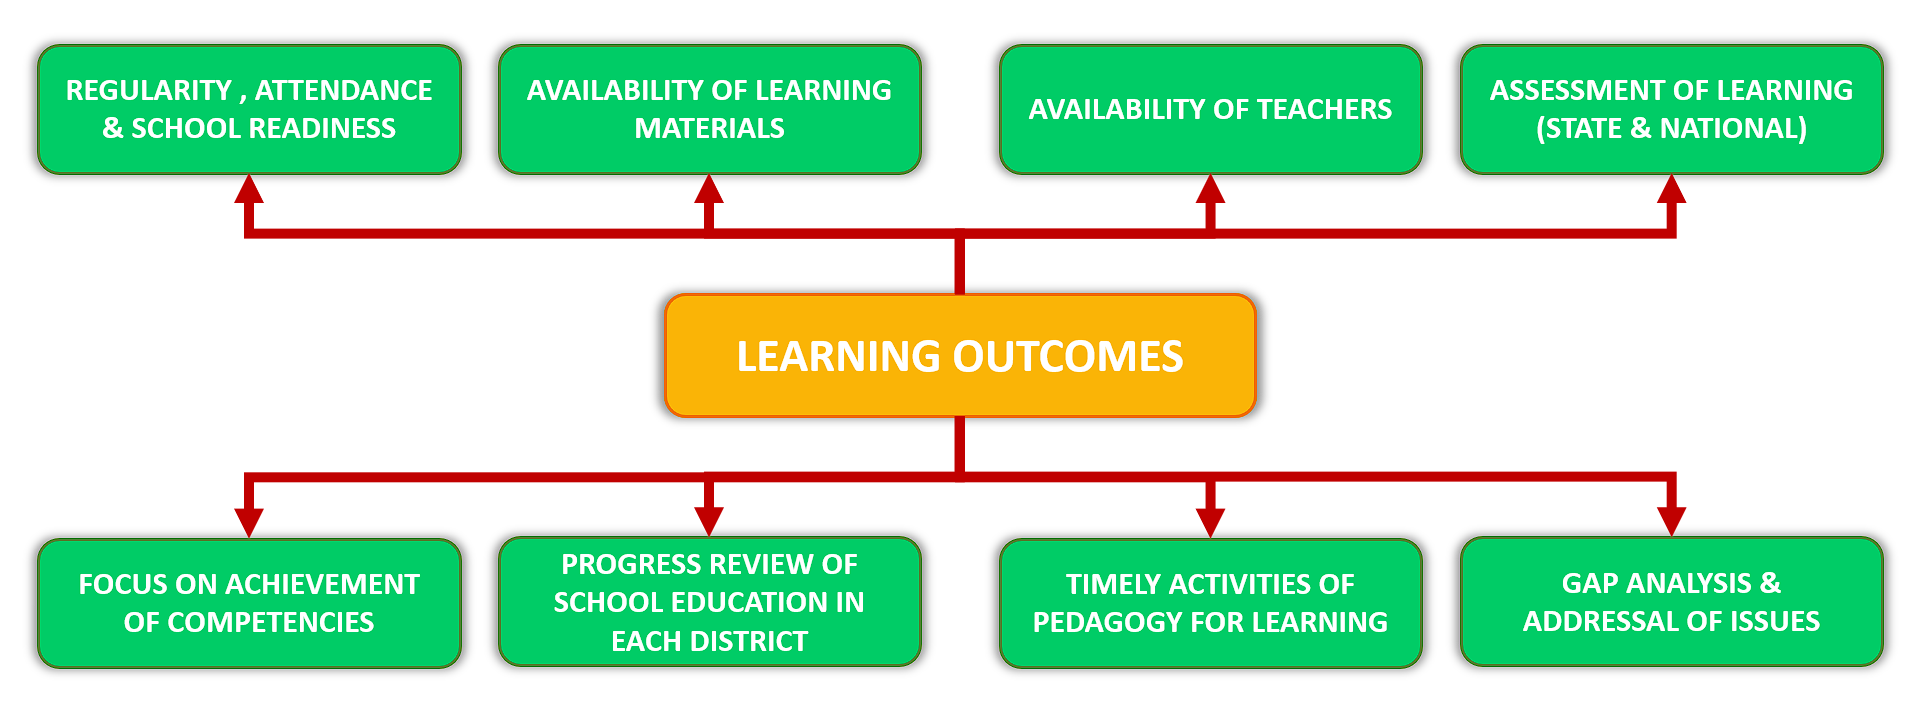 REGULARITY , ATTENDANCE
& SCHOOL READINESS
AVAILABILITY OF LEARNING
MATERIALS
AVAILABILITY OF TEACHERS
ASSESSMENT OF LEARNING
(STATE & NATIONAL)
LEARNING OUTCOMES
FOCUS ON ACHIEVEMENT
OF COMPETENCIES
PROGRESS REVIEW OF
SCHOOL EDUCATION IN
EACH DISTRICT
TIMELY ACTIVITIES OF
PEDAGOGY FOR LEARNING
GAP ANALYSIS &
ADDRESSAL OF ISSUES